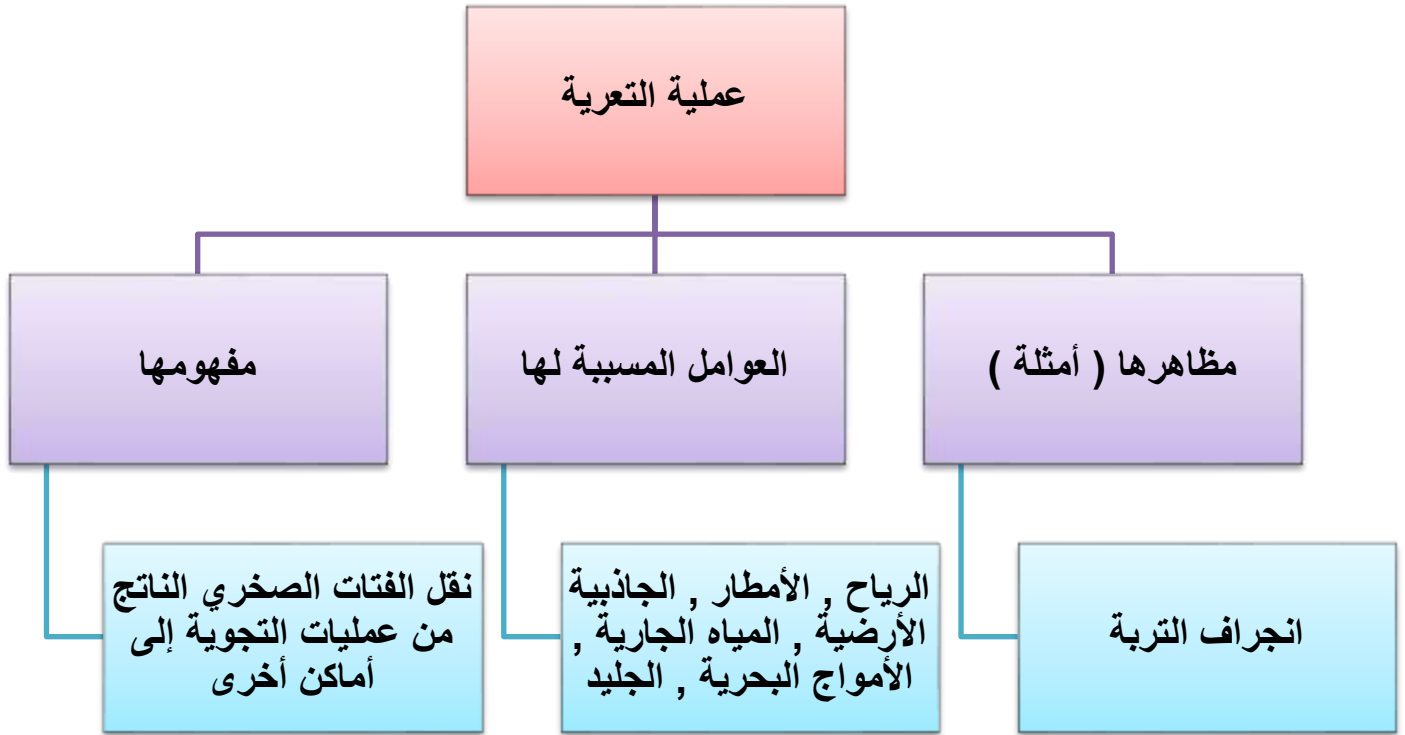 عملية التعرية
مظاهرها ( أمثلة )
العوامل المسببة لها
مفهومها
انجراف التربة
الرياح , الأمطار , الجاذبية
الأرضية , المياه الجارية ,
الأمواج البحرية , الجليد
نقل الفتات الصخري الناتج
من عمليات التجوية إلى
أماكن أخرى